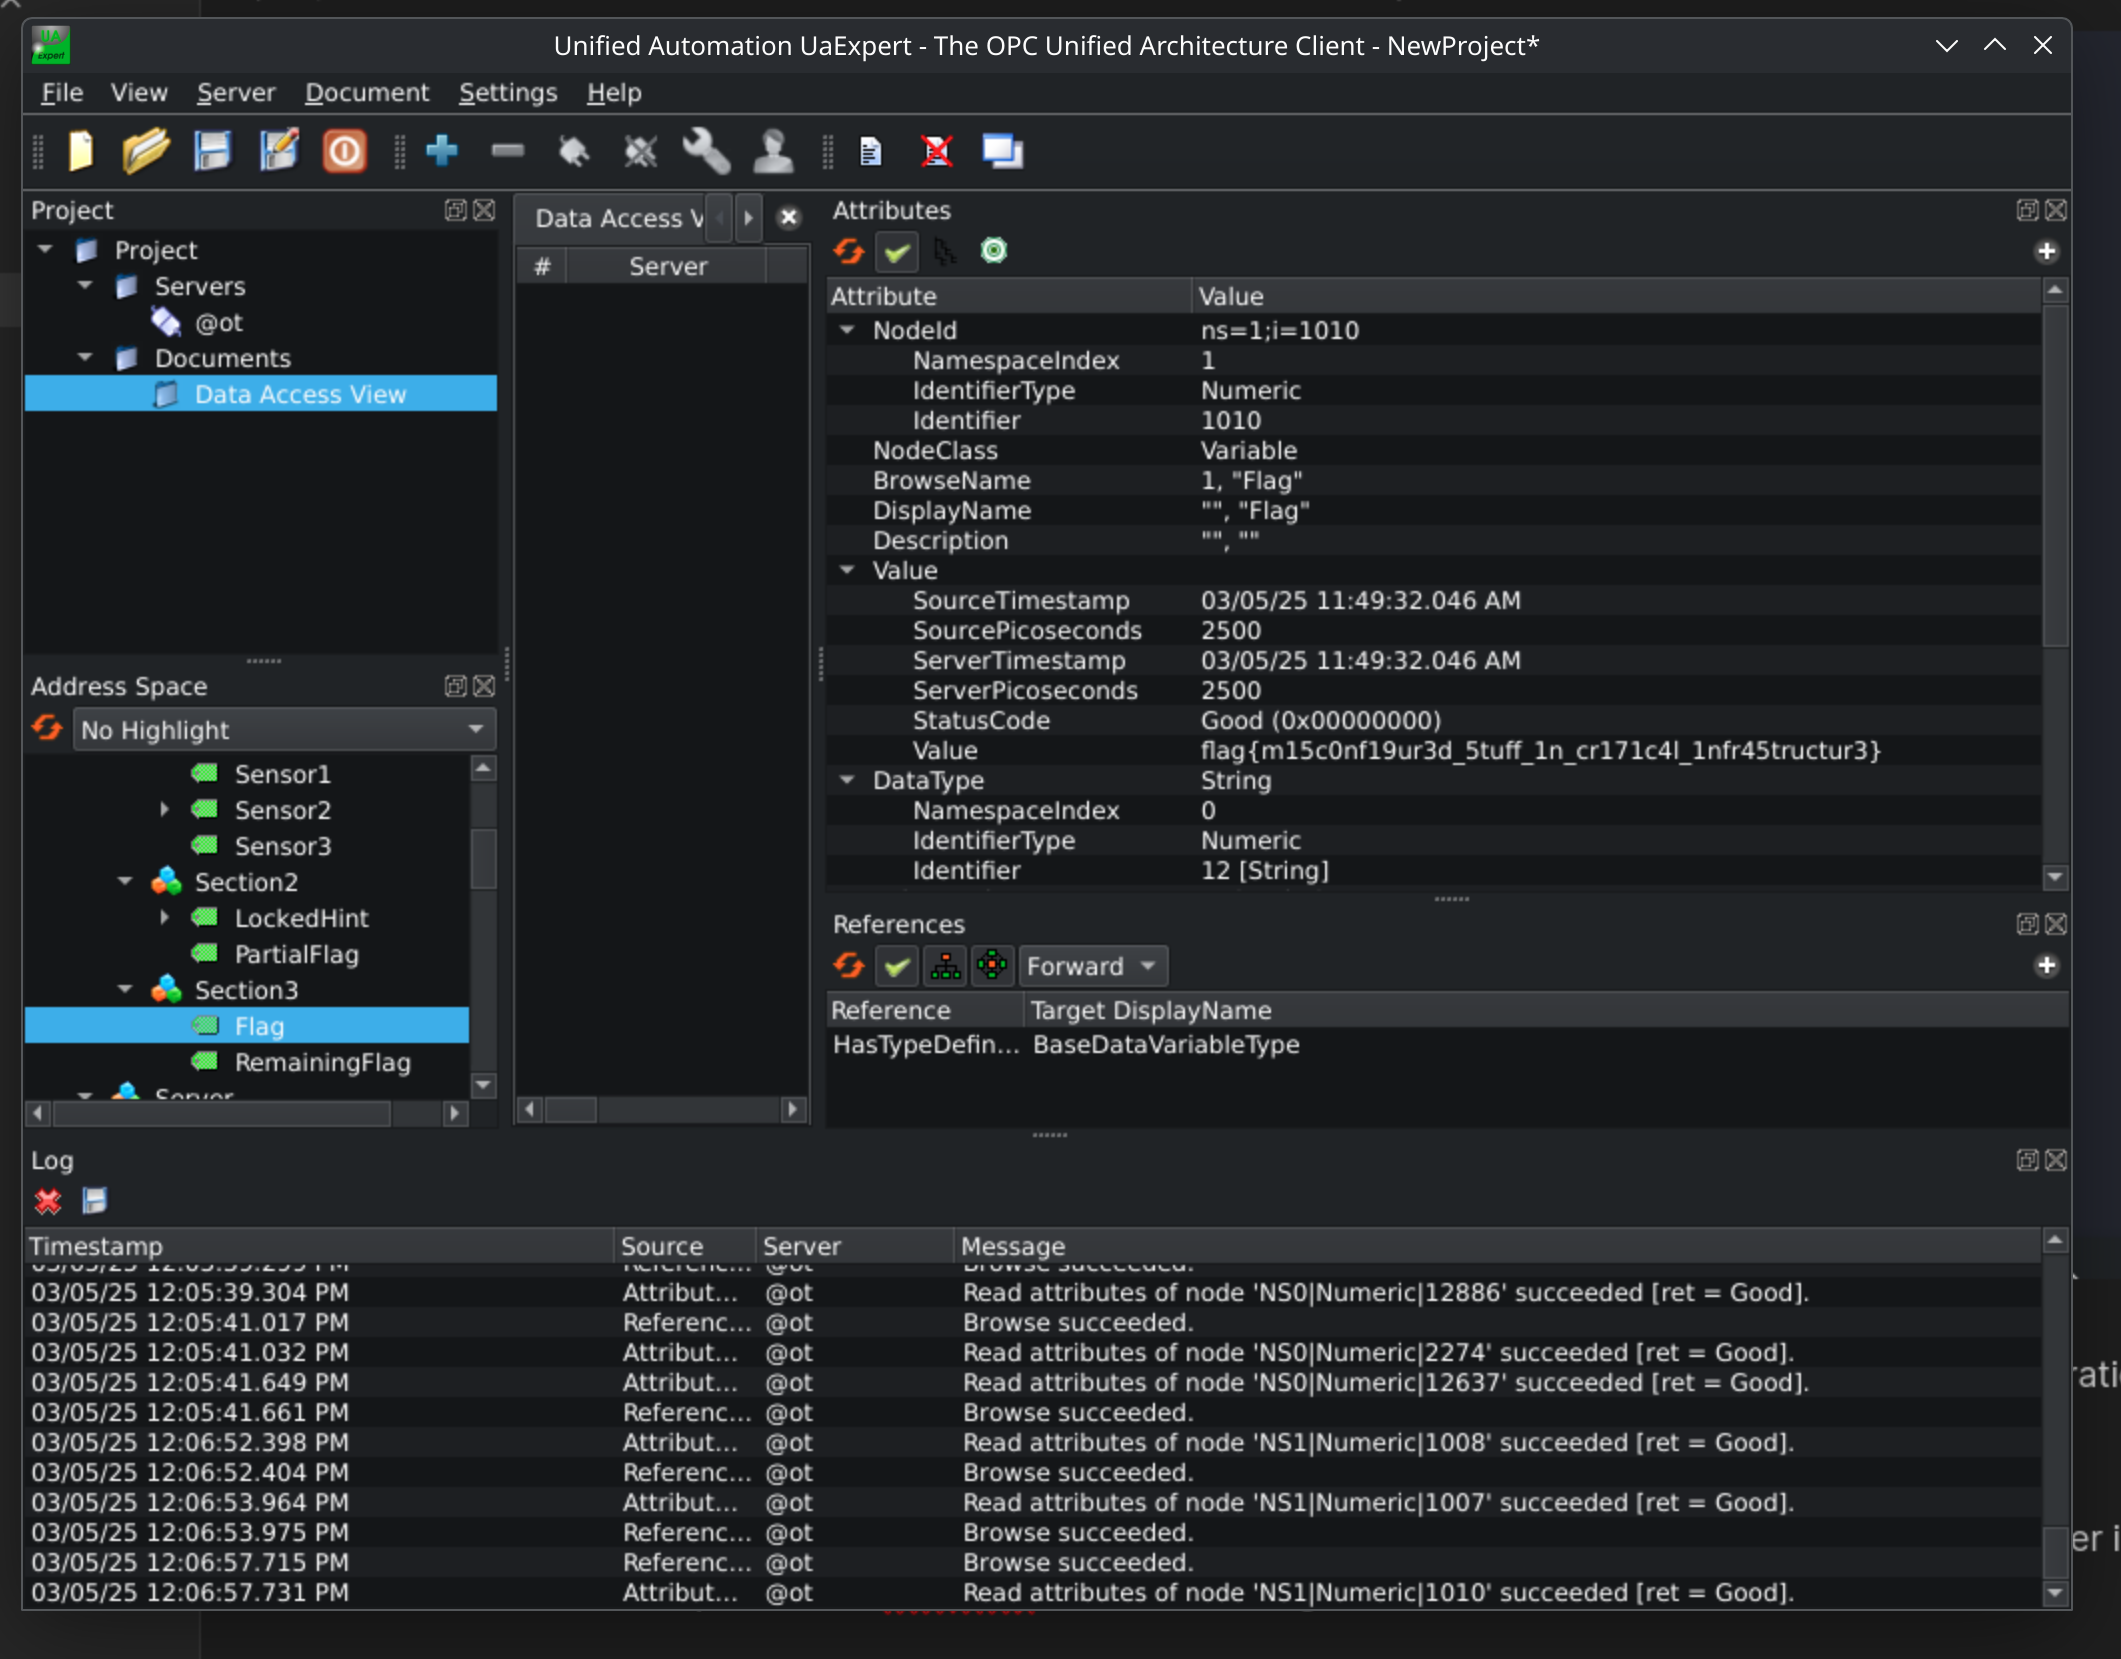 Unified Automation UaExpert - The OPC Unified Architecture Client - NewProject*
File View Server Document Settings Help
Project
Project
Servers
@ot
Documents
Data Access View
Address Space
No Highlight
Sensor1
Sensor2
Sensor3
Section2
LockedHint
PartialFlag
Section3
Flag
RemainingFlag
Server
Data Access V
# Server
Attributes
Attribute Value
NodeId ns=1;i=1010
NamespaceIndex 1
IdentifierType Numeric
Identifier 1010
NodeClass Variable
BrowseName 1, "Flag"
DisplayName "", "Flag"
Description "", ""
Value
SourceTimestamp 03/05/25 11:49:32.046 AM
SourcePicoseconds 2500
ServerTimestamp 03/05/25 11:49:32.046 AM
ServerPicoseconds 2500
StatusCode Good (0x00000000)
Value flag{m15c0nf19ur3d_5tuff_1n_cr171c4l_1nfr45tructur3}
DataType String
NamespaceIndex 0
IdentifierType Numeric
Identifier 12 [String]
References
Forward
Reference Target DisplayName
HasTypeDefin... BaseDataVariableType
Log
Timestamp Source Server Message
03/05/25 12:05:39.299 PM Referenc... @ot Browse succeeded.
03/05/25 12:05:39.304 PM Attribut... @ot Read attributes of node 'NS0|Numeric|12886' succeeded [ret = Good].
03/05/25 12:05:41.017 PM Referenc... @ot Browse succeeded.
03/05/25 12:05:41.032 PM Attribut... @ot Read attributes of node 'NS0|Numeric|2274' succeeded [ret = Good].
03/05/25 12:05:41.649 PM Attribut... @ot Read attributes of node 'NS0|Numeric|12637' succeeded [ret = Good].
03/05/25 12:05:41.661 PM Referenc... @ot Browse succeeded.
03/05/25 12:06:52.398 PM Attribut... @ot Read attributes of node 'NS1|Numeric|1008' succeeded [ret = Good].
03/05/25 12:06:52.404 PM Referenc... @ot Browse succeeded.
03/05/25 12:06:53.964 PM Attribut... @ot Read attributes of node 'NS1|Numeric|1007' succeeded [ret = Good].
03/05/25 12:06:53.975 PM Referenc... @ot Browse succeeded.
03/05/25 12:06:57.715 PM Referenc... @ot Browse succeeded.
03/05/25 12:06:57.731 PM Attribut... @ot Read attributes of node 'NS1|Numeric|1010' succeeded [ret = Good].